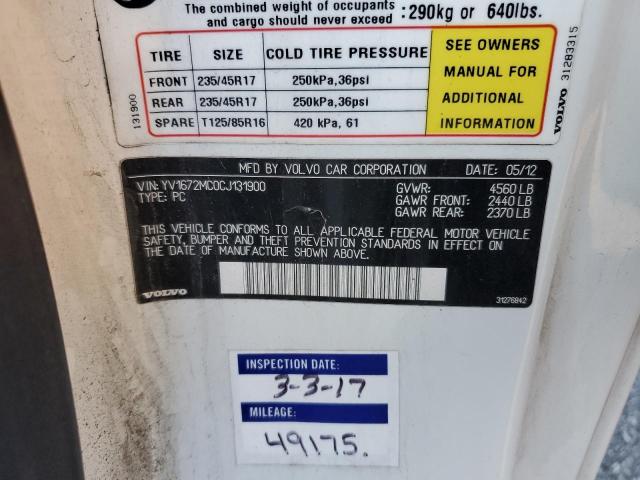 The combined weight of occupants
and cargo should never exceed : 290kg or 640lbs.
TIRE SIZE COLD TIRE PRESSURE
FRONT 235/45R17 250kPa,36psi
REAR 235/45R17 250kPa,36psi
SPARE T125/85R16 420 kPa, 61
SEE OWNERS
MANUAL FOR
ADDITIONAL
INFORMATION
131900
VOLVO 31283315
MFD BY VOLVO CAR CORPORATION DATE: 05/12
VIN: YV1672MC0CJ131900
TYPE: PC
GVWR: 4560 LB
GAWR FRONT: 2440 LB
GAWR REAR: 2370 LB
THIS VEHICLE CONFORMS TO ALL APPLICABLE FEDERAL MOTOR VEHICLE
SAFETY, BUMPER AND THEFT PREVENTION STANDARDS IN EFFECT ON
THE DATE OF MANUFACTURE SHOWN ABOVE.
VOLVO
31276842
INSPECTION DATE:
3-3-17
MILEAGE:
49175.